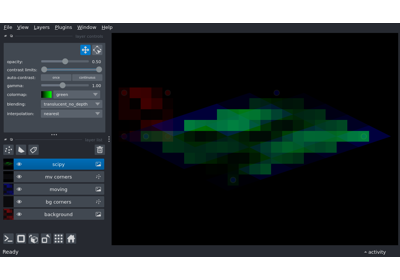 File View Layers Plugins Window Help
opacity: 0.50
contrast limits:
auto-contrast: once continuous
gamma: 1.00
colormap: green
blending: translucent_no_depth
interpolation: nearest
scipy
mv corners
moving
bg corners
background
Ready
activity